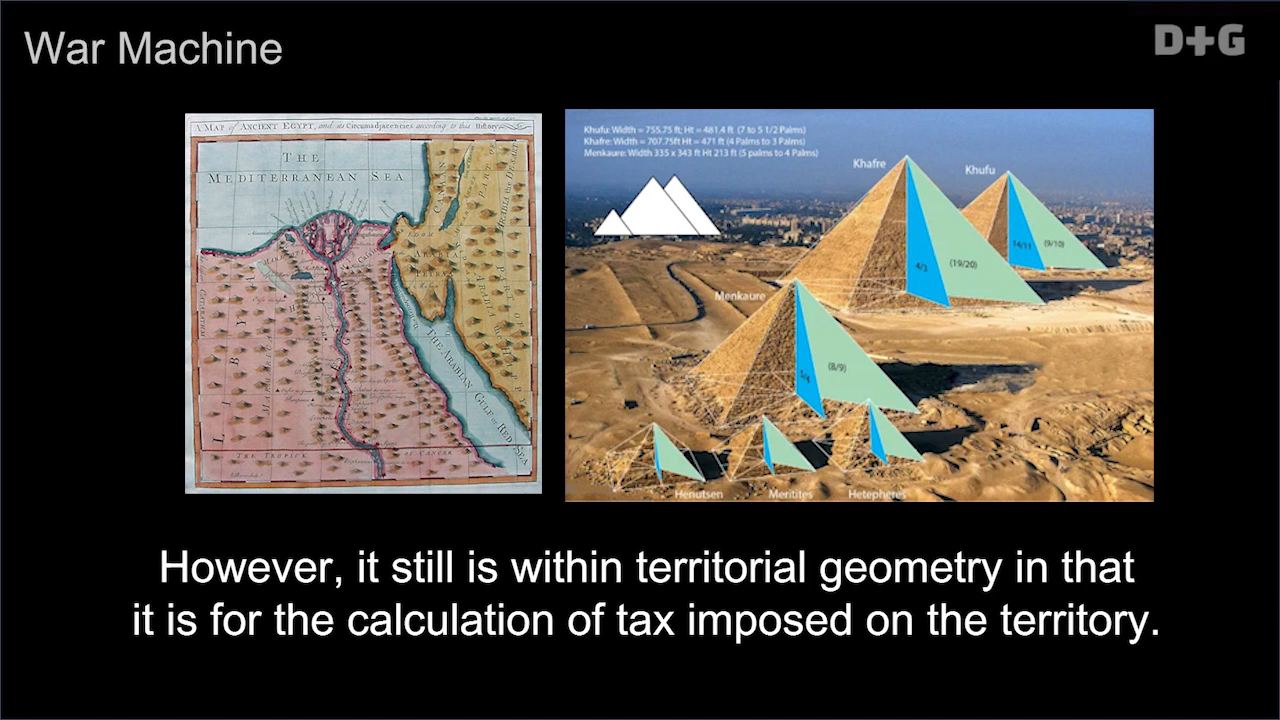 War Machine
D+G
A MAP of ANCIENT EGYPT, and its Circumadjacencies according to this History
THE
MEDITERRANEAN SEA
THE ARABIAN GULF or RED SEA
THE TROPICK OF CANCER
Khufu: Width = 755.75 ft; Ht = 481.4 ft (7 to 5 1/2 Palms)
Khafre: Width = 707.75ft Ht = 471 ft (4 Palms to 3 Palms)
Menkaure: Width 335 x 343 ft Ht 213 ft (5 palms to 4 Palms)
Khafre
Khufu
14/11
(9/10)
4/3
(19/20)
Menkaure
5/4
(8/9)
Henutsen
Meritites
Hetepheres
However, it still is within territorial geometry in that
it is for the calculation of tax imposed on the territory.